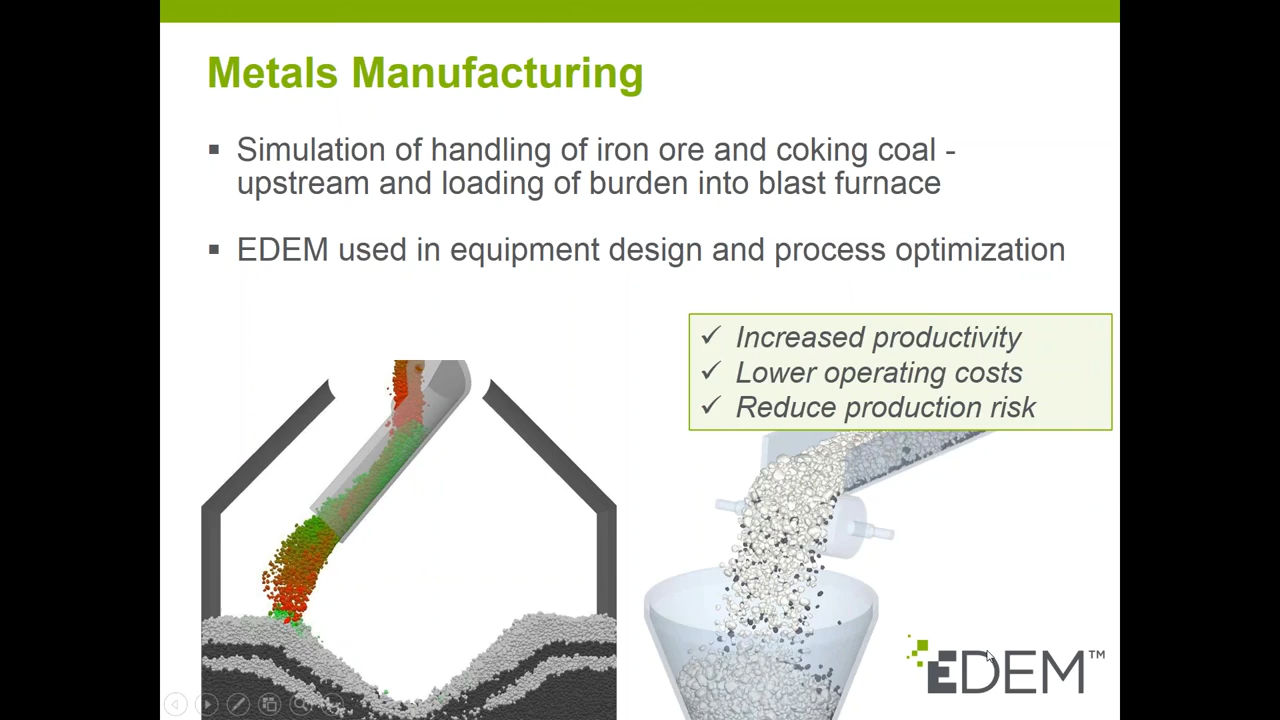 Metals Manufacturing
▪ Simulation of handling of iron ore and coking coal -
upstream and loading of burden into blast furnace
▪ EDEM used in equipment design and process optimization
✓ Increased productivity
✓ Lower operating costs
✓ Reduce production risk
EDEM™